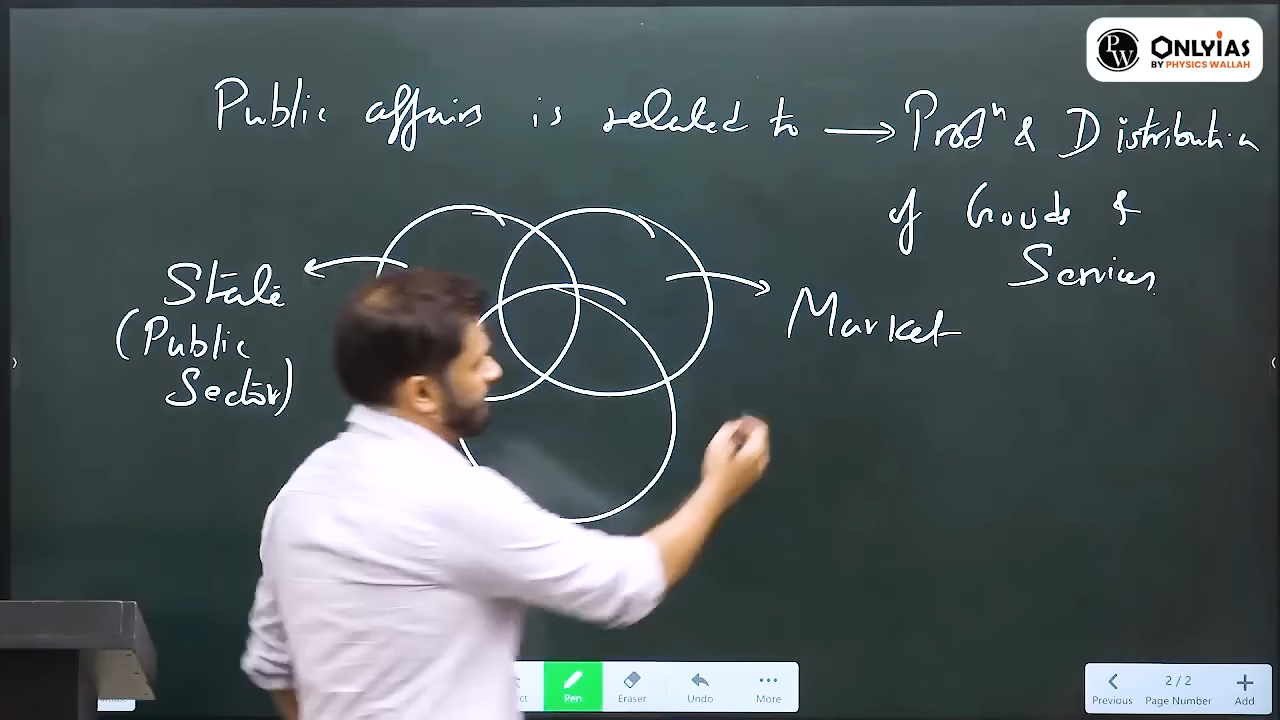 PW ONLYIAS
BY PHYSICS WALLAH
Public affairs is related to → Prodⁿ & Distribution
of Goods &
Services
State
(Public
Sector)
Market
Pen
Eraser
Undo
More
Previous
2 / 2
Page Number
Add